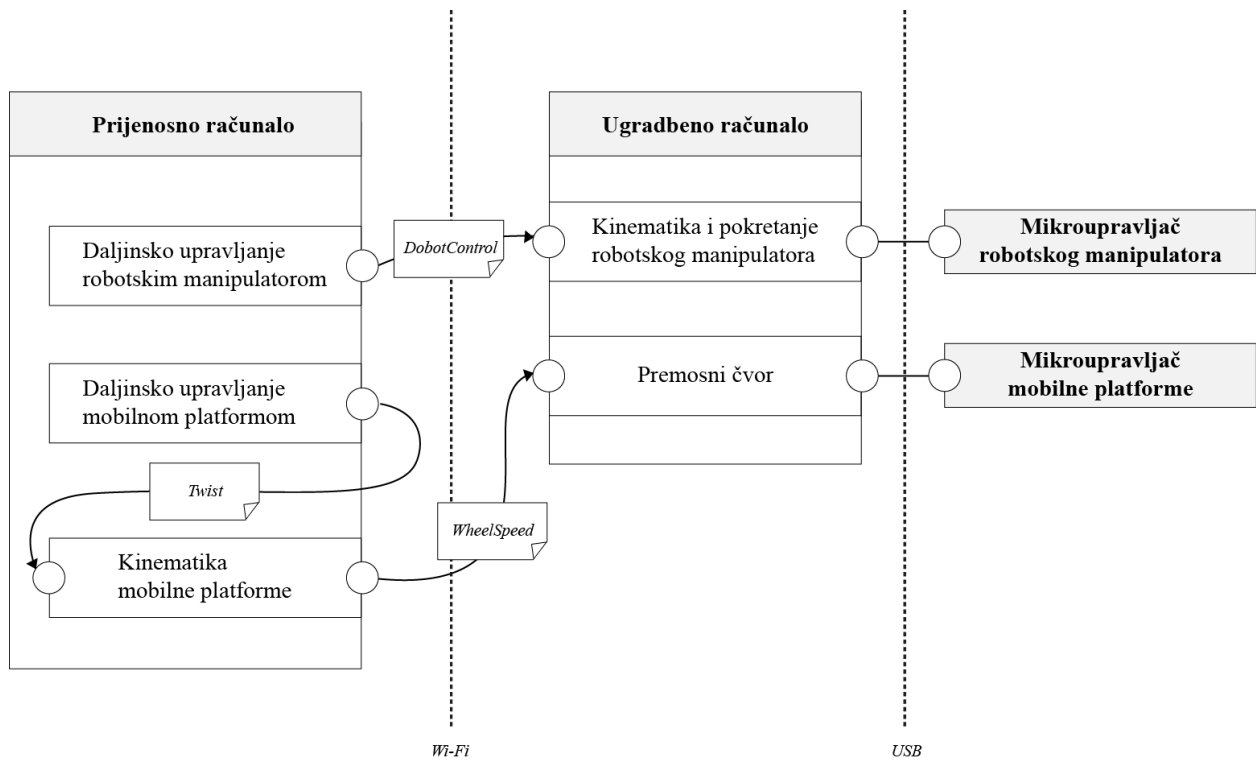 Prijenosno računalo
Daljinsko upravljanje
robotskim manipulatorom
Daljinsko upravljanje
mobilnom platformom
Twist
Kinematika
mobilne platforme
DobotControl
WheelSpeed
Wi-Fi
Ugradbeno računalo
Kinematika i pokretanje
robotskog manipulatora
Premosni čvor
USB
Mikroupravljač
robotskog manipulatora
Mikroupravljač
mobilne platforme